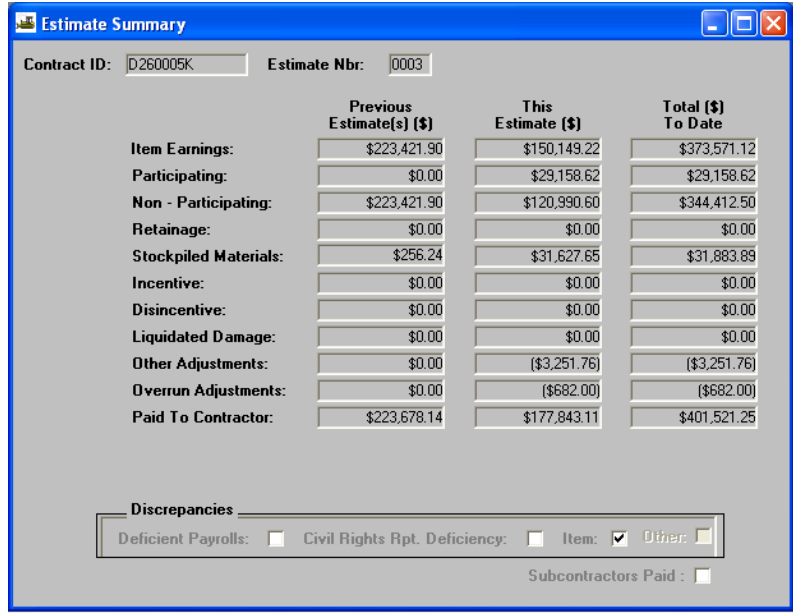 Estimate Summary
Contract ID: D260005K Estimate Nbr: 0003
Previous This Total ($)
Estimate(s) ($) Estimate ($) To Date
Item Earnings: $223,421.90 $150,149.22 $373,571.12
Participating: $0.00 $29,158.62 $29,158.62
Non - Participating: $223,421.90 $120,990.60 $344,412.50
Retainage: $0.00 $0.00 $0.00
Stockpiled Materials: $256.24 $31,627.65 $31,883.89
Incentive: $0.00 $0.00 $0.00
Disincentive: $0.00 $0.00 $0.00
Liquidated Damage: $0.00 $0.00 $0.00
Other Adjustments: $0.00 ($3,251.76) ($3,251.76)
Overrun Adjustments: $0.00 ($682.00) ($682.00)
Paid To Contractor: $223,678.14 $177,843.11 $401,521.25
Discrepancies
Deficient Payrolls: Civil Rights Rpt. Deficiency: Item: Other:
Subcontractors Paid :